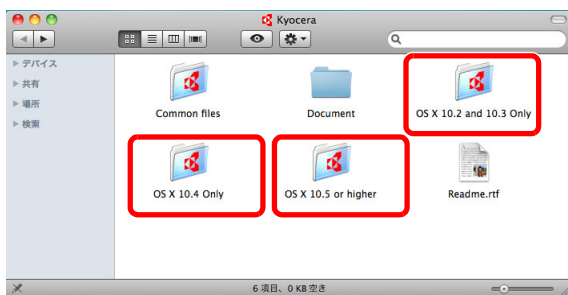 Kyocera
デバイス
共有
場所
検索
Common files
Document
OS X 10.2 and 10.3 Only
OS X 10.4 Only
OS X 10.5 or higher
Readme.rtf
6 項目、0 KB 空き